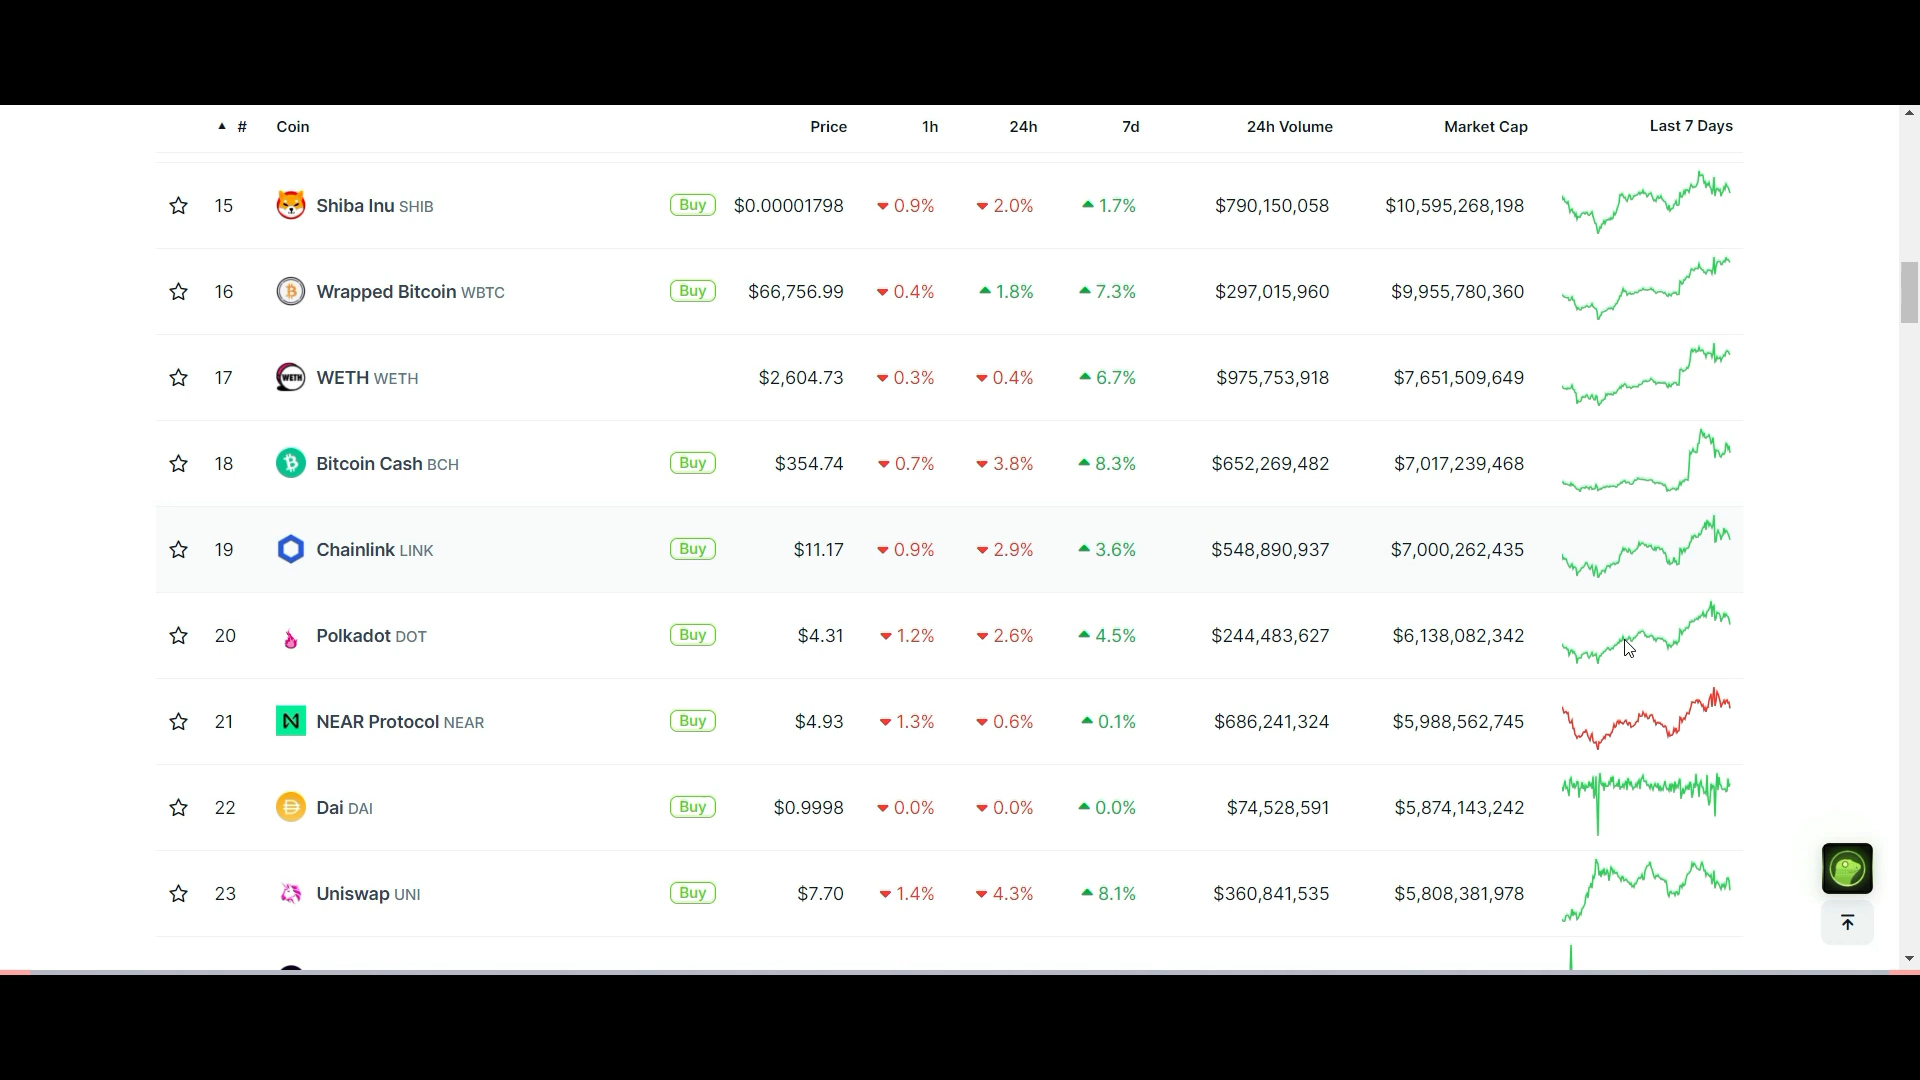 ▲ # Coin Price 1h 24h 7d 24h Volume Market Cap Last 7 Days
15 Shiba Inu SHIB Buy $0.00001798 ▼ 0.9% ▼ 2.0% ▲ 1.7% $790,150,058 $10,595,268,198
16 Wrapped Bitcoin WBTC Buy $66,756.99 ▼ 0.4% ▲ 1.8% ▲ 7.3% $297,015,960 $9,955,780,360
17 WETH WETH $2,604.73 ▼ 0.3% ▼ 0.4% ▲ 6.7% $975,753,918 $7,651,509,649
18 Bitcoin Cash BCH Buy $354.74 ▼ 0.7% ▼ 3.8% ▲ 8.3% $652,269,482 $7,017,239,468
19 Chainlink LINK Buy $11.17 ▼ 0.9% ▼ 2.9% ▲ 3.6% $548,890,937 $7,000,262,435
20 Polkadot DOT Buy $4.31 ▼ 1.2% ▼ 2.6% ▲ 4.5% $244,483,627 $6,138,082,342
21 NEAR Protocol NEAR Buy $4.93 ▼ 1.3% ▼ 0.6% ▲ 0.1% $686,241,324 $5,988,562,745
22 Dai DAI Buy $0.9998 ▼ 0.0% ▼ 0.0% ▲ 0.0% $74,528,591 $5,874,143,242
23 Uniswap UNI Buy $7.70 ▼ 1.4% ▼ 4.3% ▲ 8.1% $360,841,535 $5,808,381,978